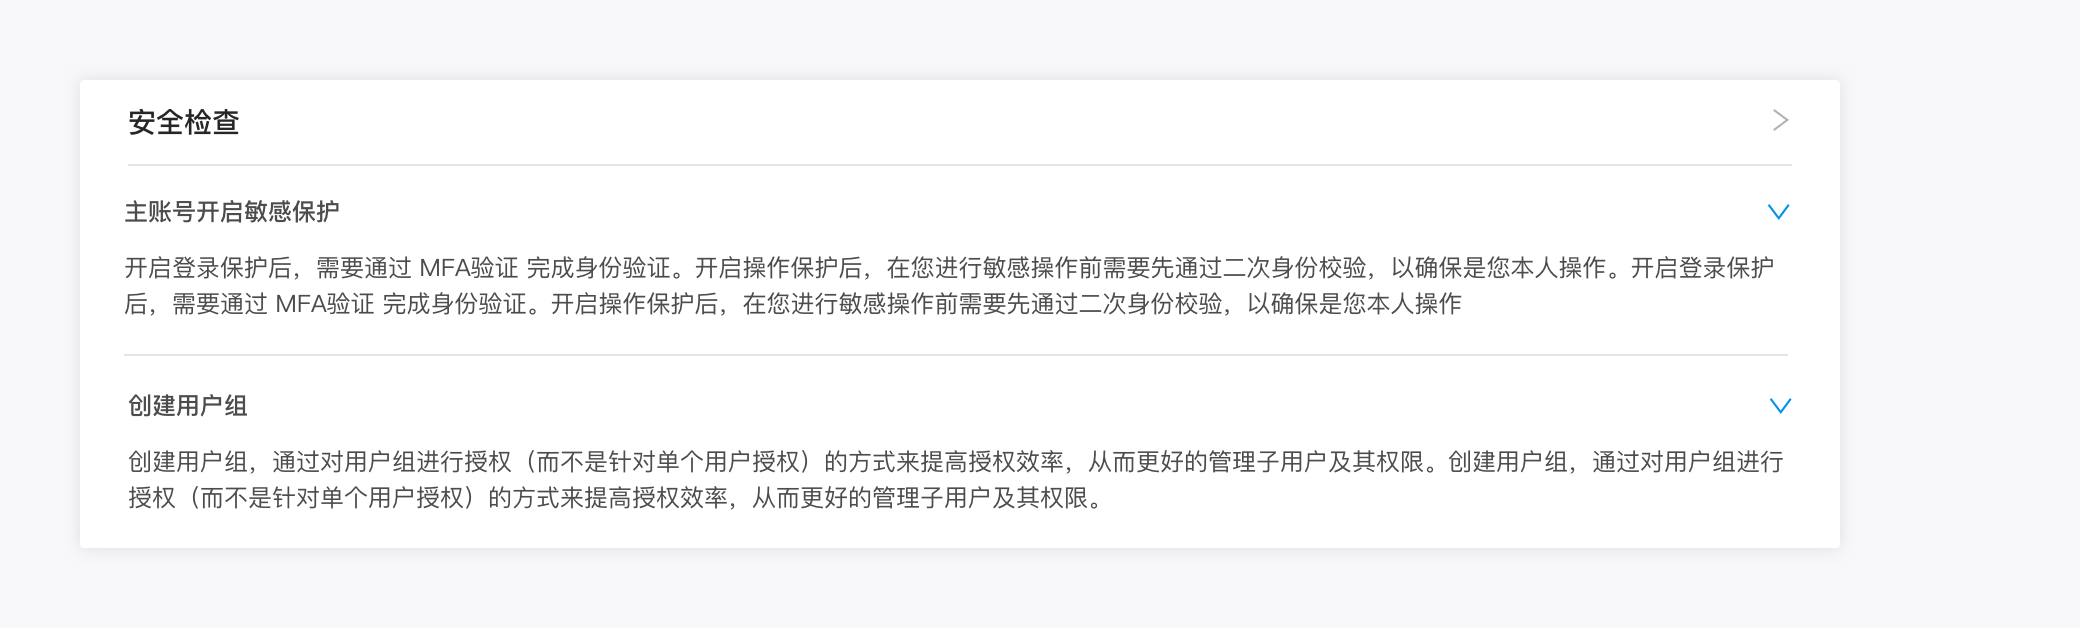 安全检查
主账号开启敏感保护
开启登录保护后，需要通过 MFA验证 完成身份验证。开启操作保护后，在您进行敏感操作前需要先通过二次身份校验，以确保是您本人操作。开启登录保护
后，需要通过 MFA验证 完成身份验证。开启操作保护后，在您进行敏感操作前需要先通过二次身份校验，以确保是您本人操作
创建用户组
创建用户组，通过对用户组进行授权（而不是针对单个用户授权）的方式来提高授权效率，从而更好的管理子用户及其权限。创建用户组，通过对用户组进行
授权（而不是针对单个用户授权）的方式来提高授权效率，从而更好的管理子用户及其权限。